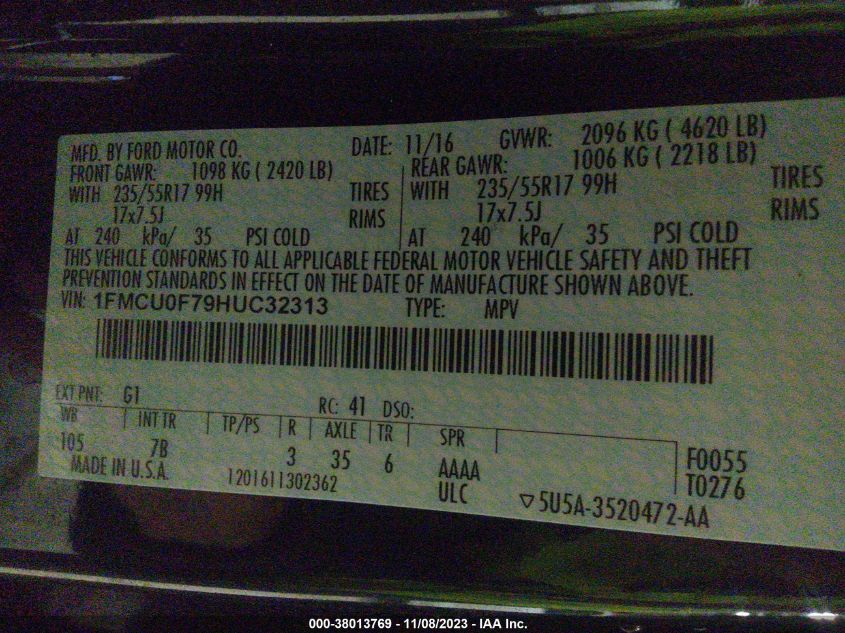 MFD. BY FORD MOTOR CO. DATE: 11/16 GVWR: 2096 KG ( 4620 LB)
FRONT GAWR: 1098 KG ( 2420 LB) REAR GAWR: 1006 KG ( 2218 LB)
WITH 235/55R17 99H TIRES WITH 235/55R17 99H TIRES
17x7.5J RIMS 17x7.5J RIMS
AT 240 kPa/ 35 PSI COLD AT 240 kPa/ 35 PSI COLD
THIS VEHICLE CONFORMS TO ALL APPLICABLE FEDERAL MOTOR VEHICLE SAFETY AND THEFT
PREVENTION STANDARDS IN EFFECT ON THE DATE OF MANUFACTURE SHOWN ABOVE.
VIN: 1FMCU0F79HUC32313 TYPE: MPV
EXT PNT: G1 RC: 41 DSO:
WB INT TR TP/PS R AXLE TR SPR
105 7B 3 35 6 AAAA F0055
MADE IN U.S.A. 1201611302362 ULC T0276
▽5U5A-3520472-AA
000-38013769 - 11/08/2023 - IAA Inc.